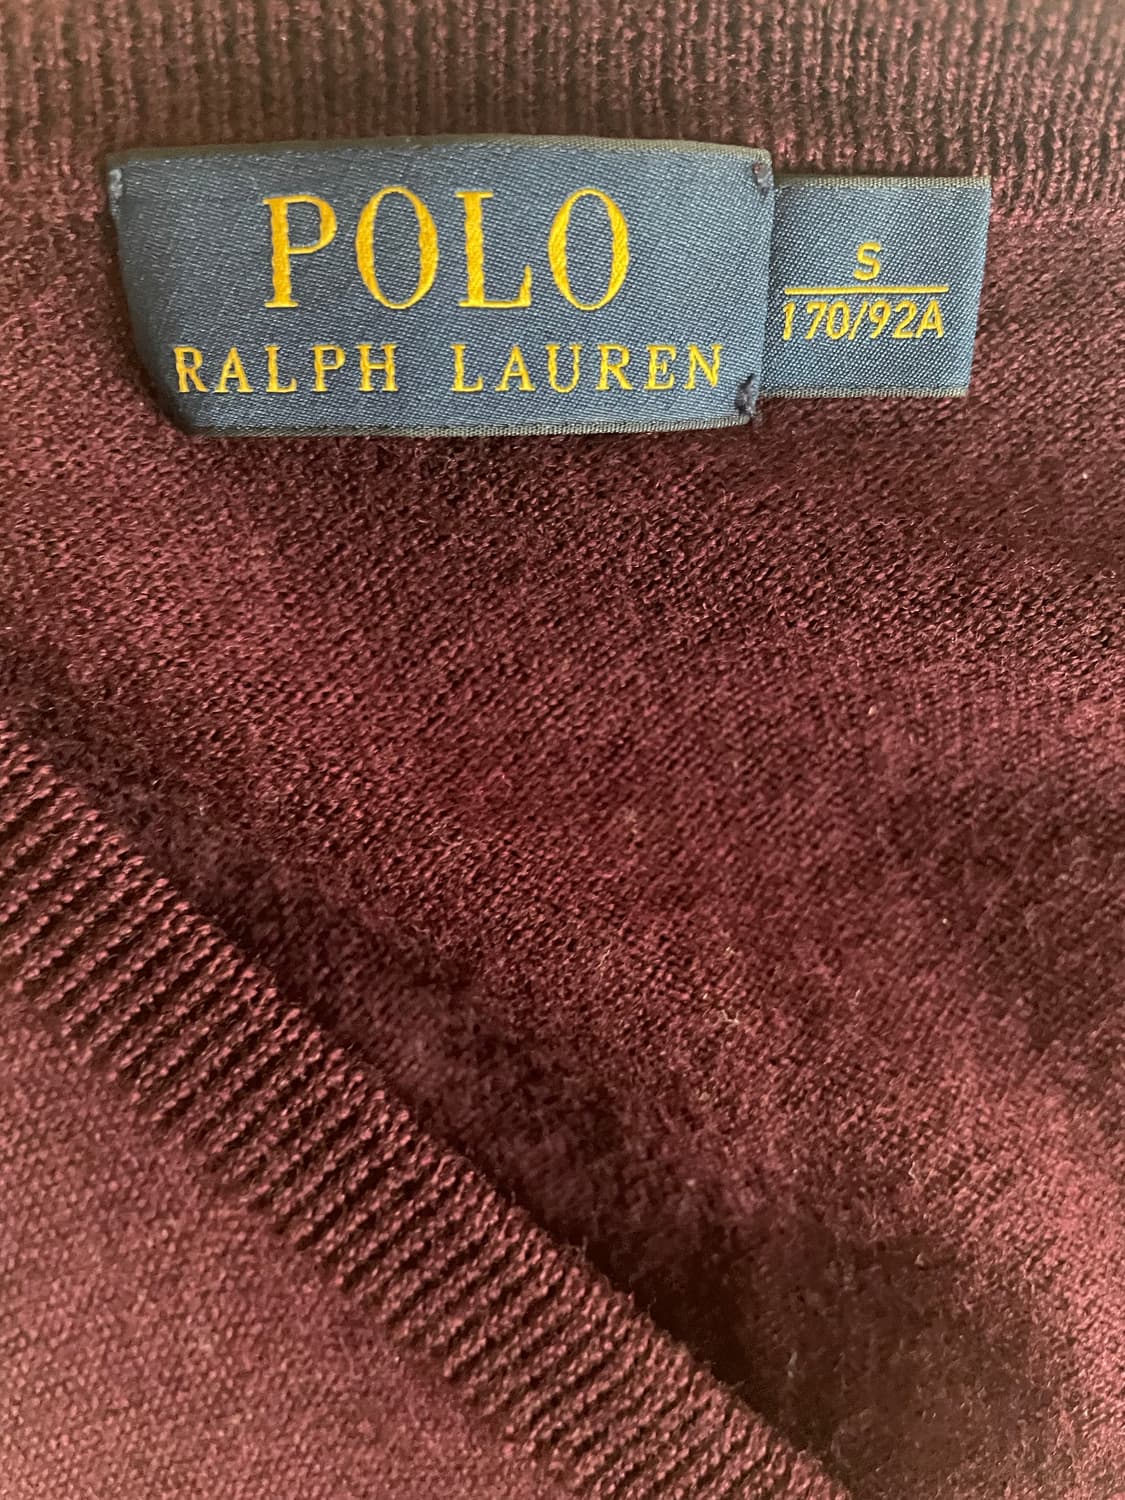 POLO
RALPH LAUREN
S
170/92A